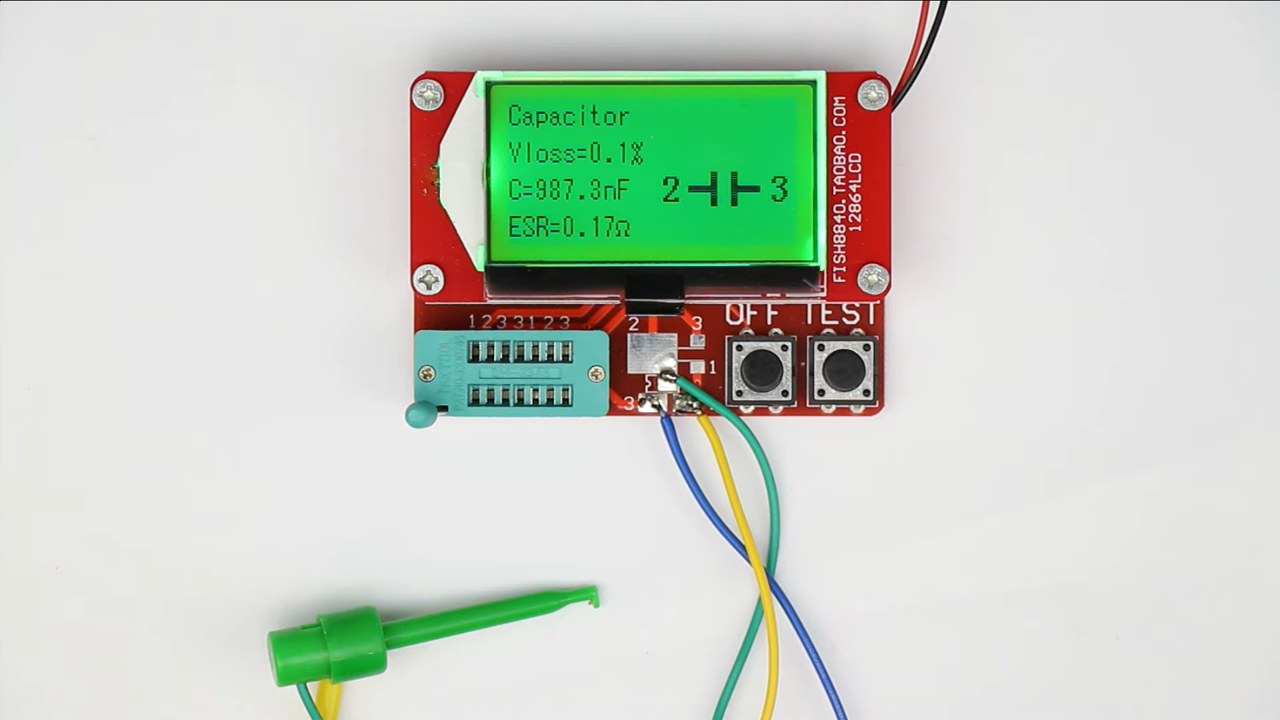 Capacitor
Vloss=0.1%
C=987.3nF 2 3
ESR=0.17Ω
FISH8840.TAOBAO.COM
12864LCD
1233123
2 3
OFF TEST
1
3